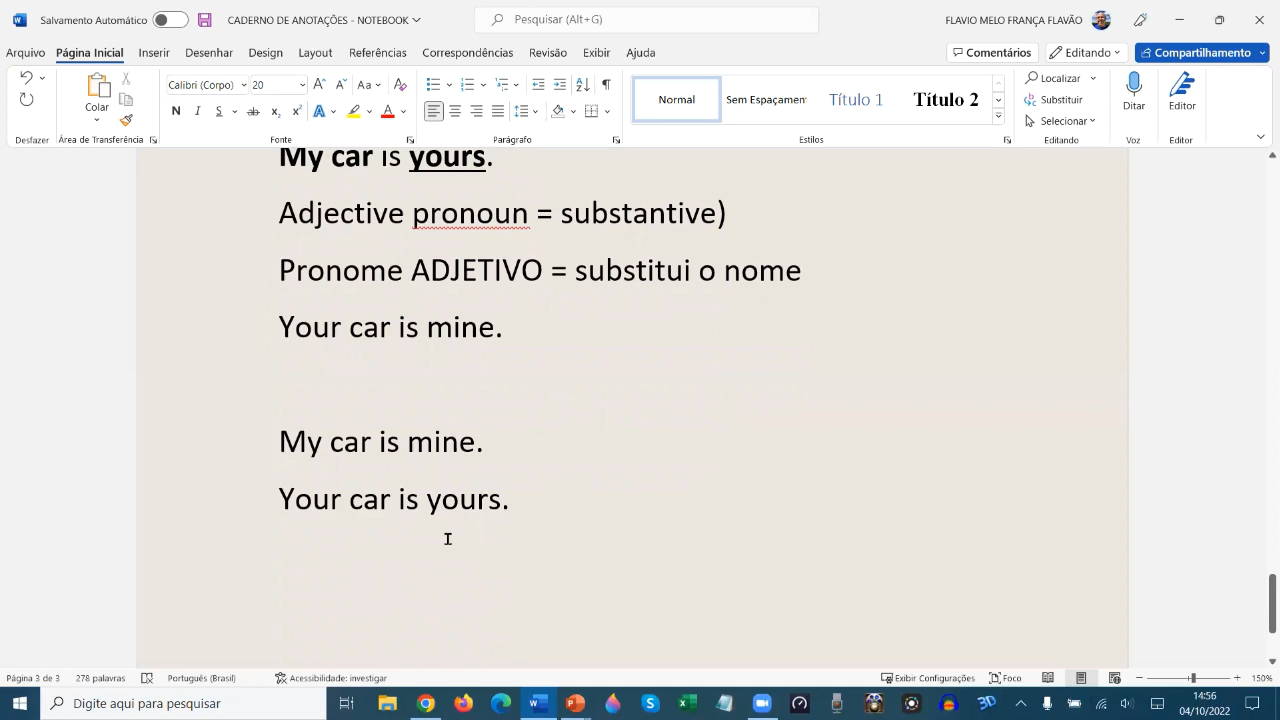 Salvamento Automático
CADERNO DE ANOTAÇÕES - NOTEBOOK
Pesquisar (Alt+G)
FLAVIO MELO FRANÇA FLAVÃO
Arquivo Página Inicial Inserir Desenhar Design Layout Referências Correspondências Revisão Exibir Ajuda Comentários Editando Compartilhamento
Colar
Calibri (Corpo) 20
Normal Sem Espaçamen Título 1 Título 2
Localizar
Substituir
Selecionar
Ditar
Editor
Desfazer Área de Transferência Fonte Parágrafo Estilos Editando Voz Editor
My car is yours.
Adjective pronoun = substantive)
Pronome ADJETIVO = substitui o nome
Your car is mine.
My car is mine.
Your car is yours.
Página 3 de 3 278 palavras Português (Brasil) Acessibilidade: investigar Exibir Configurações Foco 150%
Digite aqui para pesquisar
14:56
04/10/2022